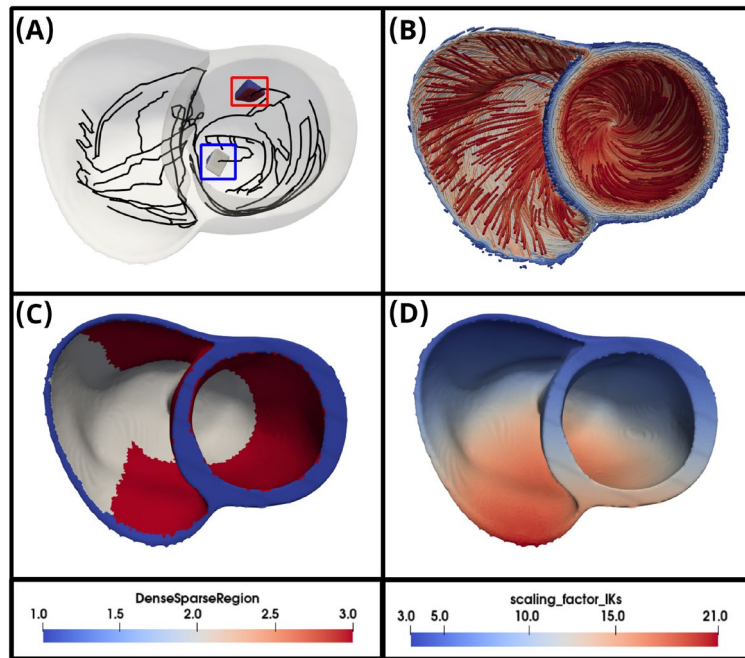 (A)
(B)
(C)
(D)
DenseSparseRegion
1.0 1.5 2.0 2.5 3.0
scaling_factor_IKs
3.0 5.0 10.0 15.0 21.0